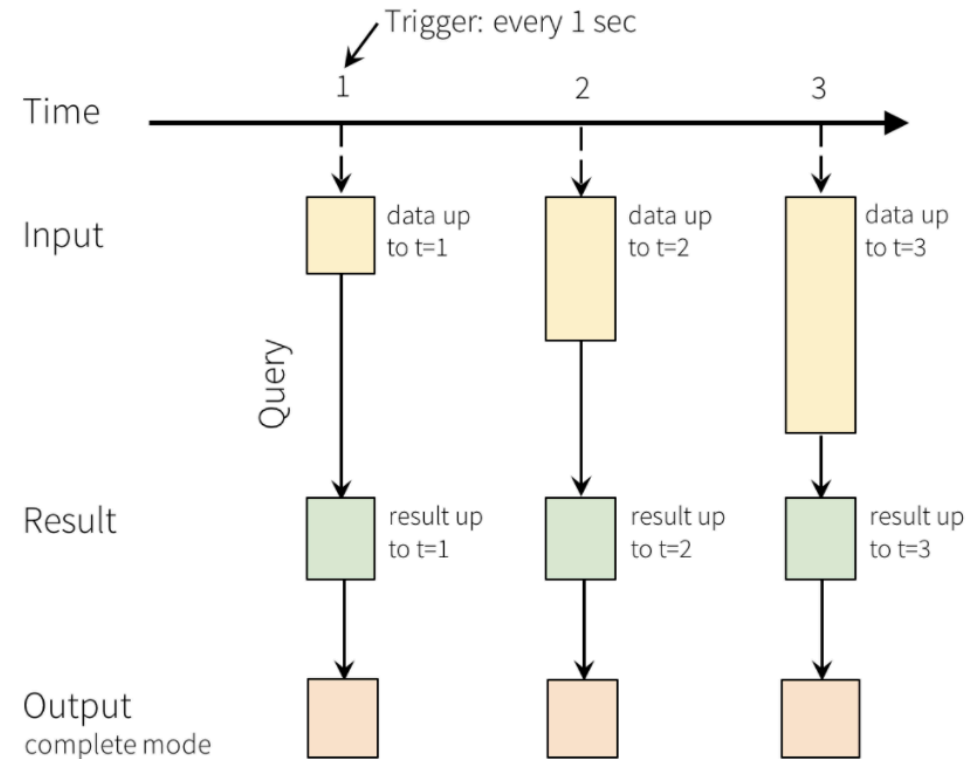 Trigger: every 1 sec
1 2 3
Time
Input
data up
to t=1
data up
to t=2
data up
to t=3
Query
Result
result up
to t=1
result up
to t=2
result up
to t=3
Output
complete mode